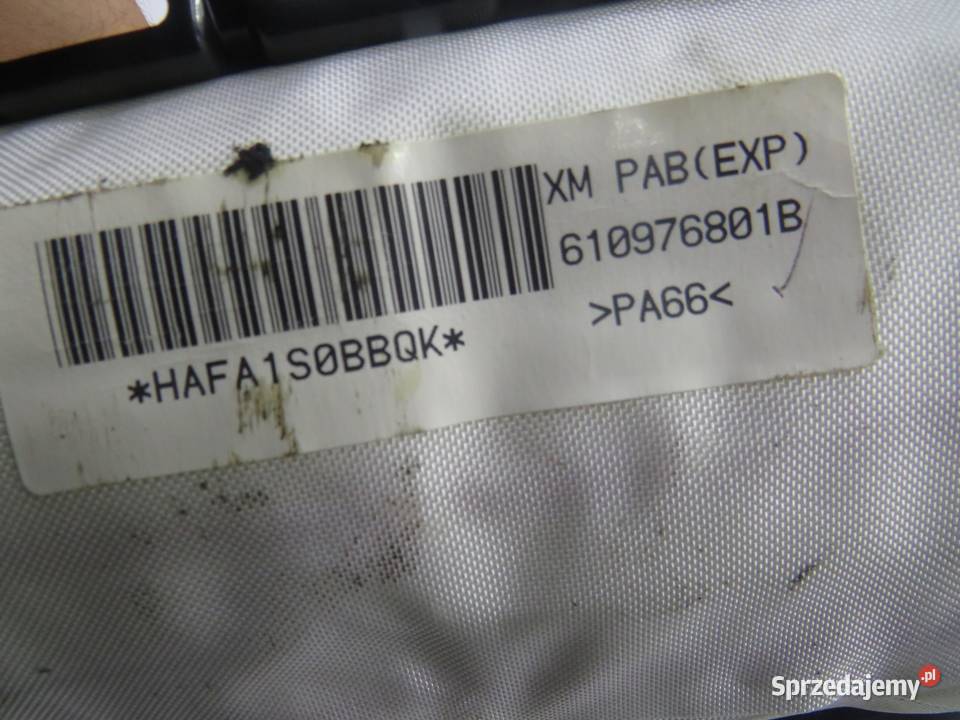 XM PAB(EXP)
610976801B
>PA66<
*HAFA1S0BBQK*
Sprzedajemy.pl